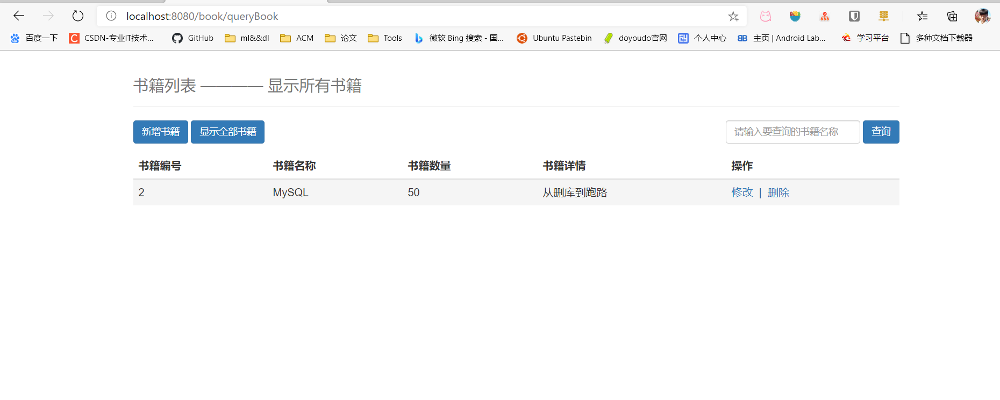 localhost:8080/book/queryBook
百度一下 CSDN-专业IT技术... GitHub ml&&dl ACM 论文 Tools 微软 Bing 搜索 - 国... Ubuntu Pastebin doyoudo官网 个人中心 主页 | Android Lab... 学习平台 多种文档下载器
书籍列表 ———— 显示所有书籍
新增书籍 显示全部书籍 请输入要查询的书籍名称 查询
书籍编号 书籍名称 书籍数量 书籍详情 操作
2 MySQL 50 从删库到跑路 修改 | 删除